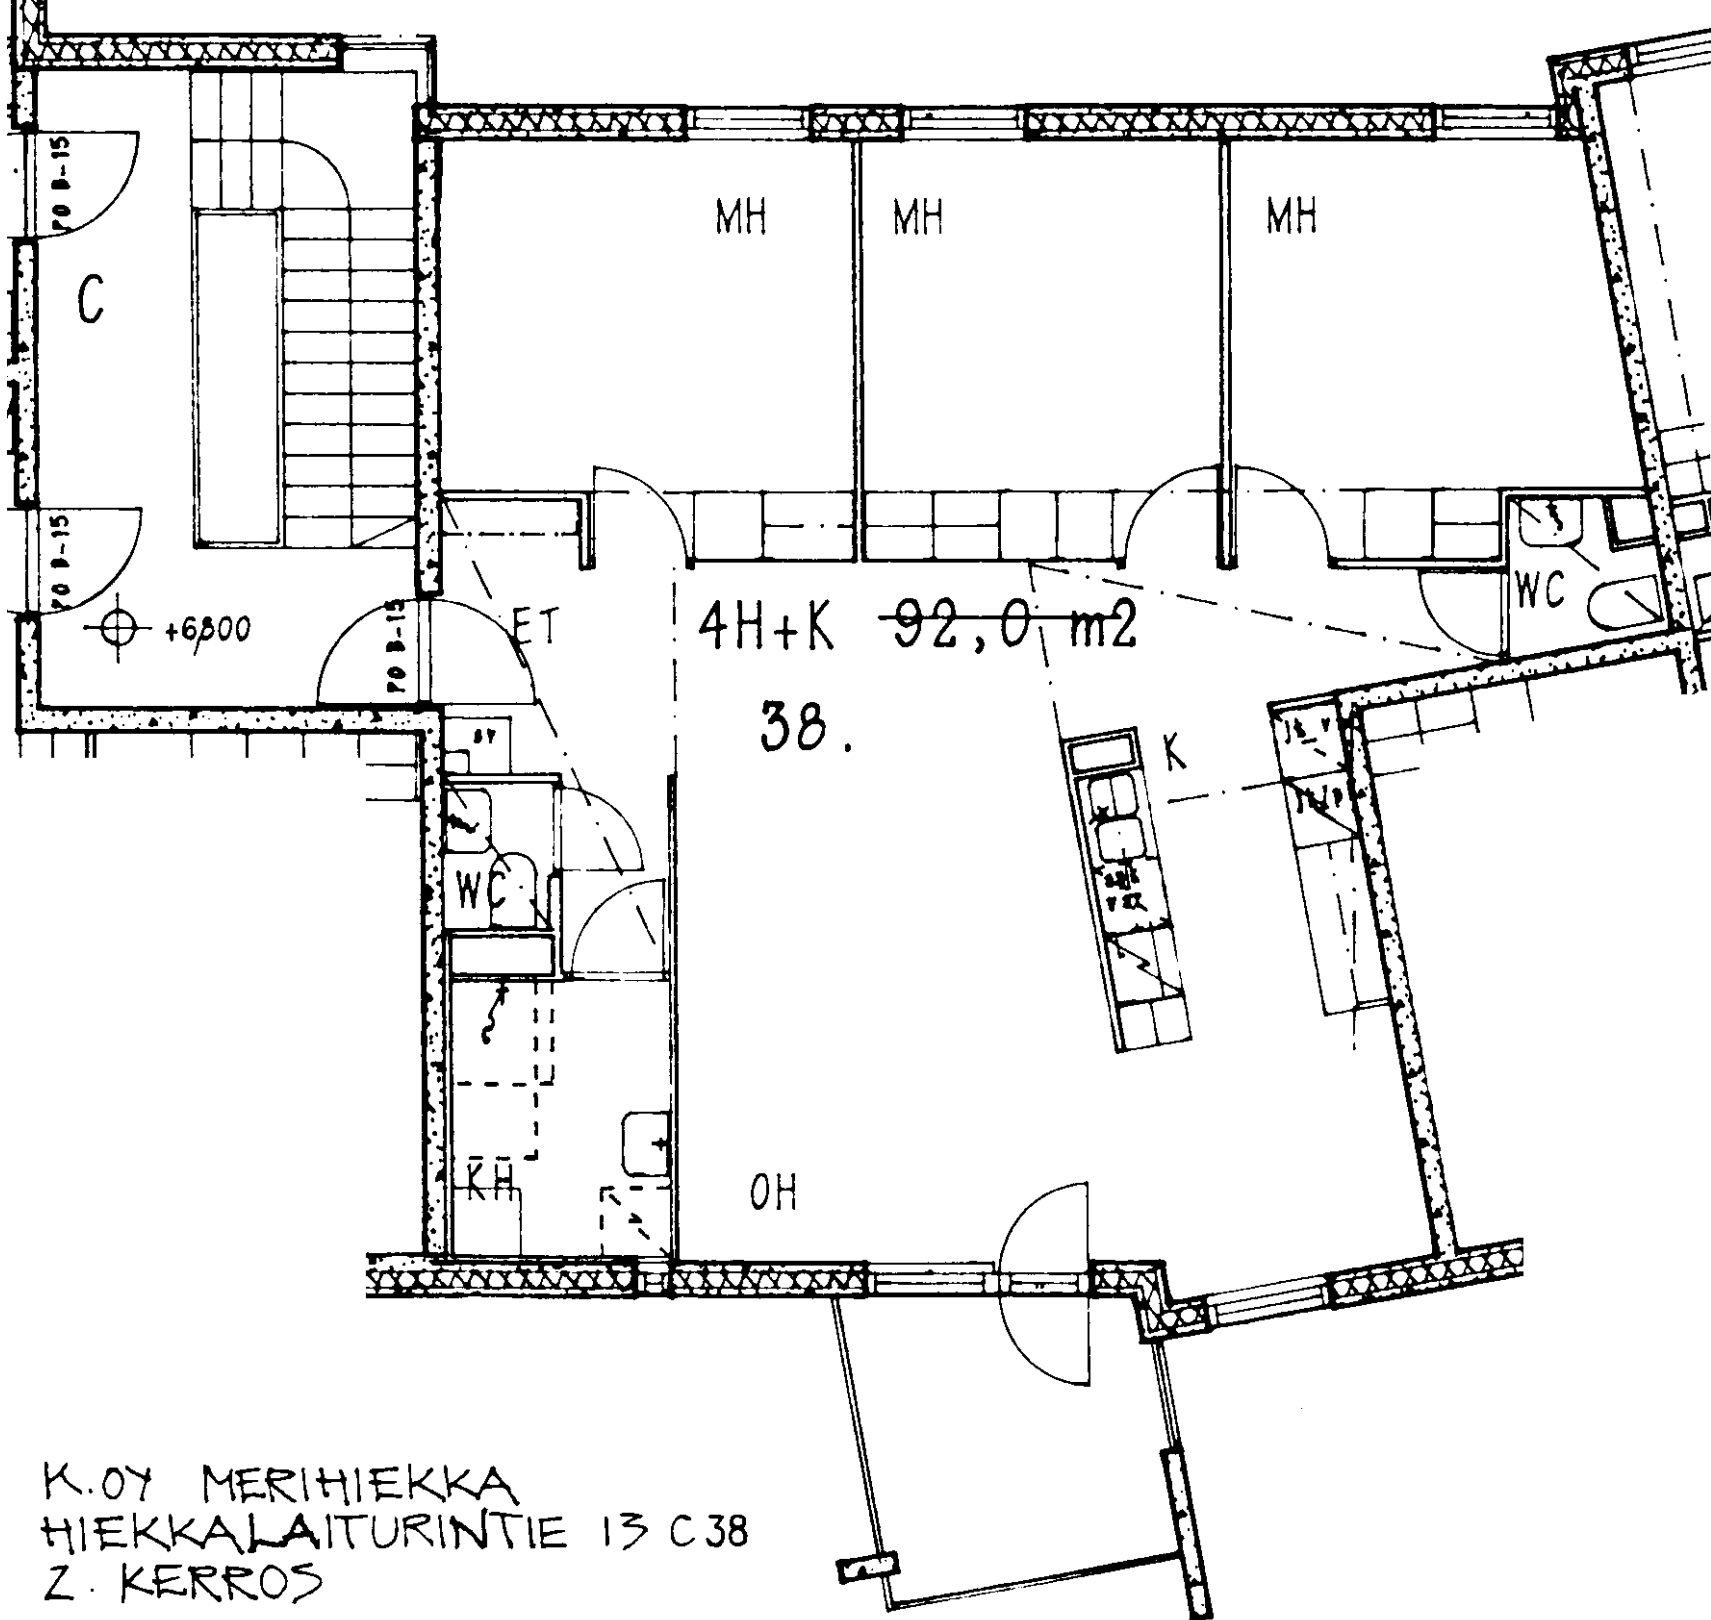 PO B-15
C
MH
MH
MH
PO B-15
+6800
PO B-15
ET
4H+K 92,0 m2
WC
38.
K
WC
KH
OH
K.OY MERIHIEKKA
HIEKKALAITURINTIE 13 C 38
2. KERROS